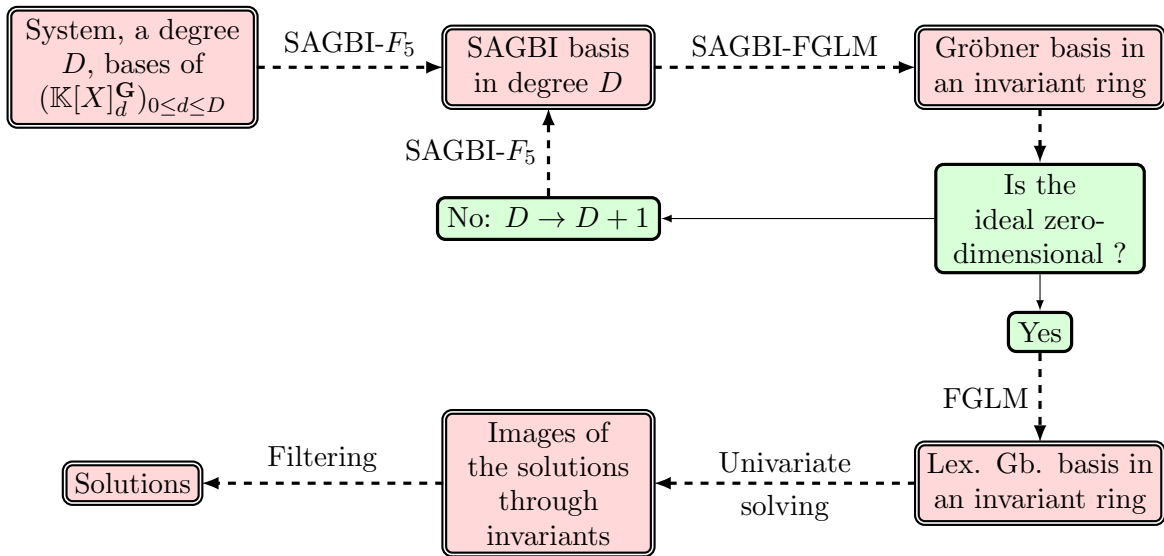 System, a degree
D, bases of
(𝕂[X]_d^𝐆)_{0≤d≤D}
SAGBI-F_5
SAGBI basis
in degree D
SAGBI-FGLM
Gröbner basis in
an invariant ring
SAGBI-F_5
No: D → D + 1
Is the
ideal zero-
dimensional ?
Yes
FGLM
Lex. Gb. basis in
an invariant ring
Univariate
solving
Images of
the solutions
through
invariants
Filtering
Solutions